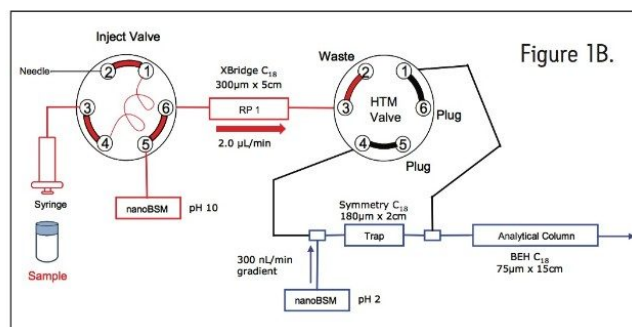 Figure 1B.
Inject Valve
Needle
2
1
3
6
4
5
Syringe
Sample
nanoBSM
pH 10
XBridge C18
300µm x 5cm
RP 1
2.0 µL/min
Waste
2
1
3
HTM
Valve
6
Plug
4
5
Plug
Symmetry C18
180µm x 2cm
Trap
Analytical Column
BEH C18
75µm x 15cm
300 nL/min
gradient
nanoBSM
pH 2